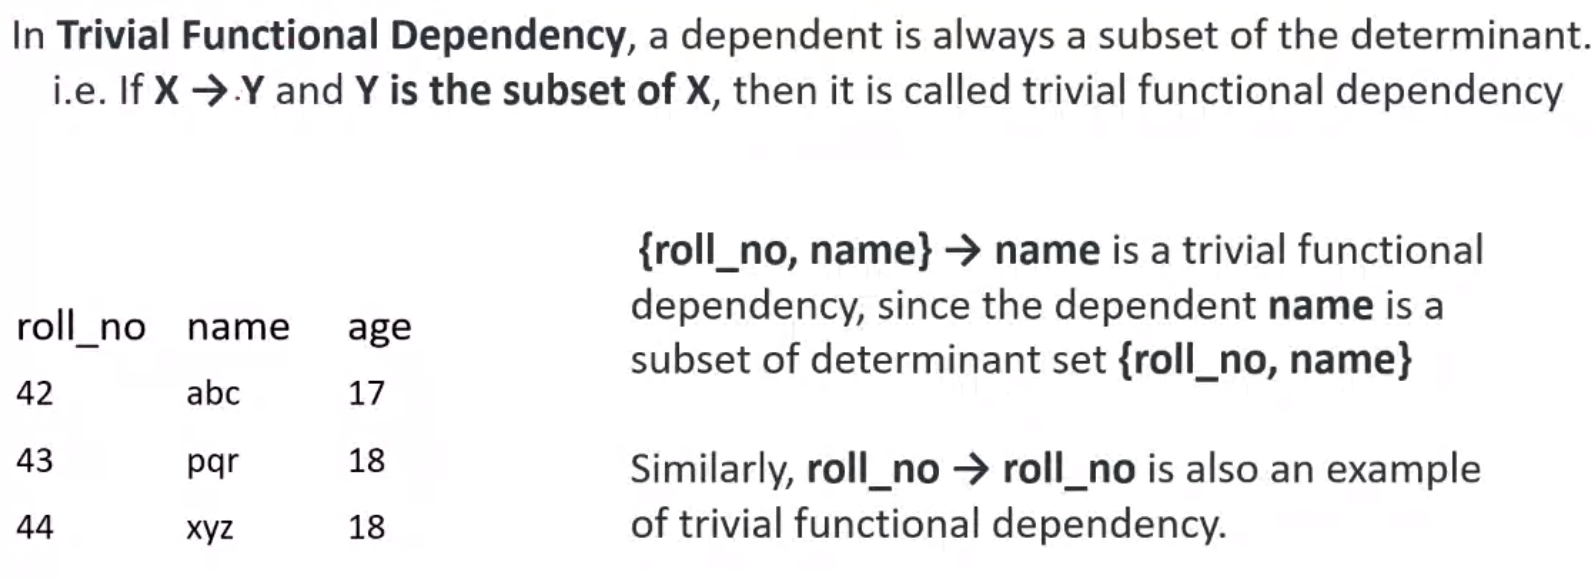 In Trivial Functional Dependency, a dependent is always a subset of the determinant.
i.e. If X → Y and Y is the subset of X, then it is called trivial functional dependency
roll_no name age
42 abc 17
43 pqr 18
44 xyz 18
{roll_no, name} → name is a trivial functional
dependency, since the dependent name is a
subset of determinant set {roll_no, name}
Similarly, roll_no → roll_no is also an example
of trivial functional dependency.